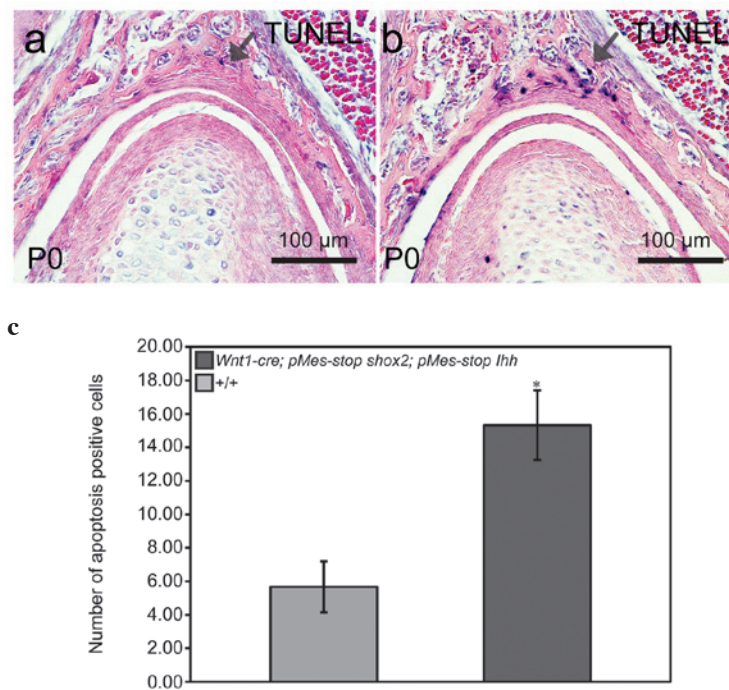 a TUNEL
b TUNEL
P0 100 μm
P0 100 μm
c
Number of apoptosis positive cells
20.00
Wnt1-cre; pMes-stop shox2; pMes-stop Ihh
18.00
+/+
16.00
*
14.00
12.00
10.00
8.00
6.00
4.00
2.00
0.00